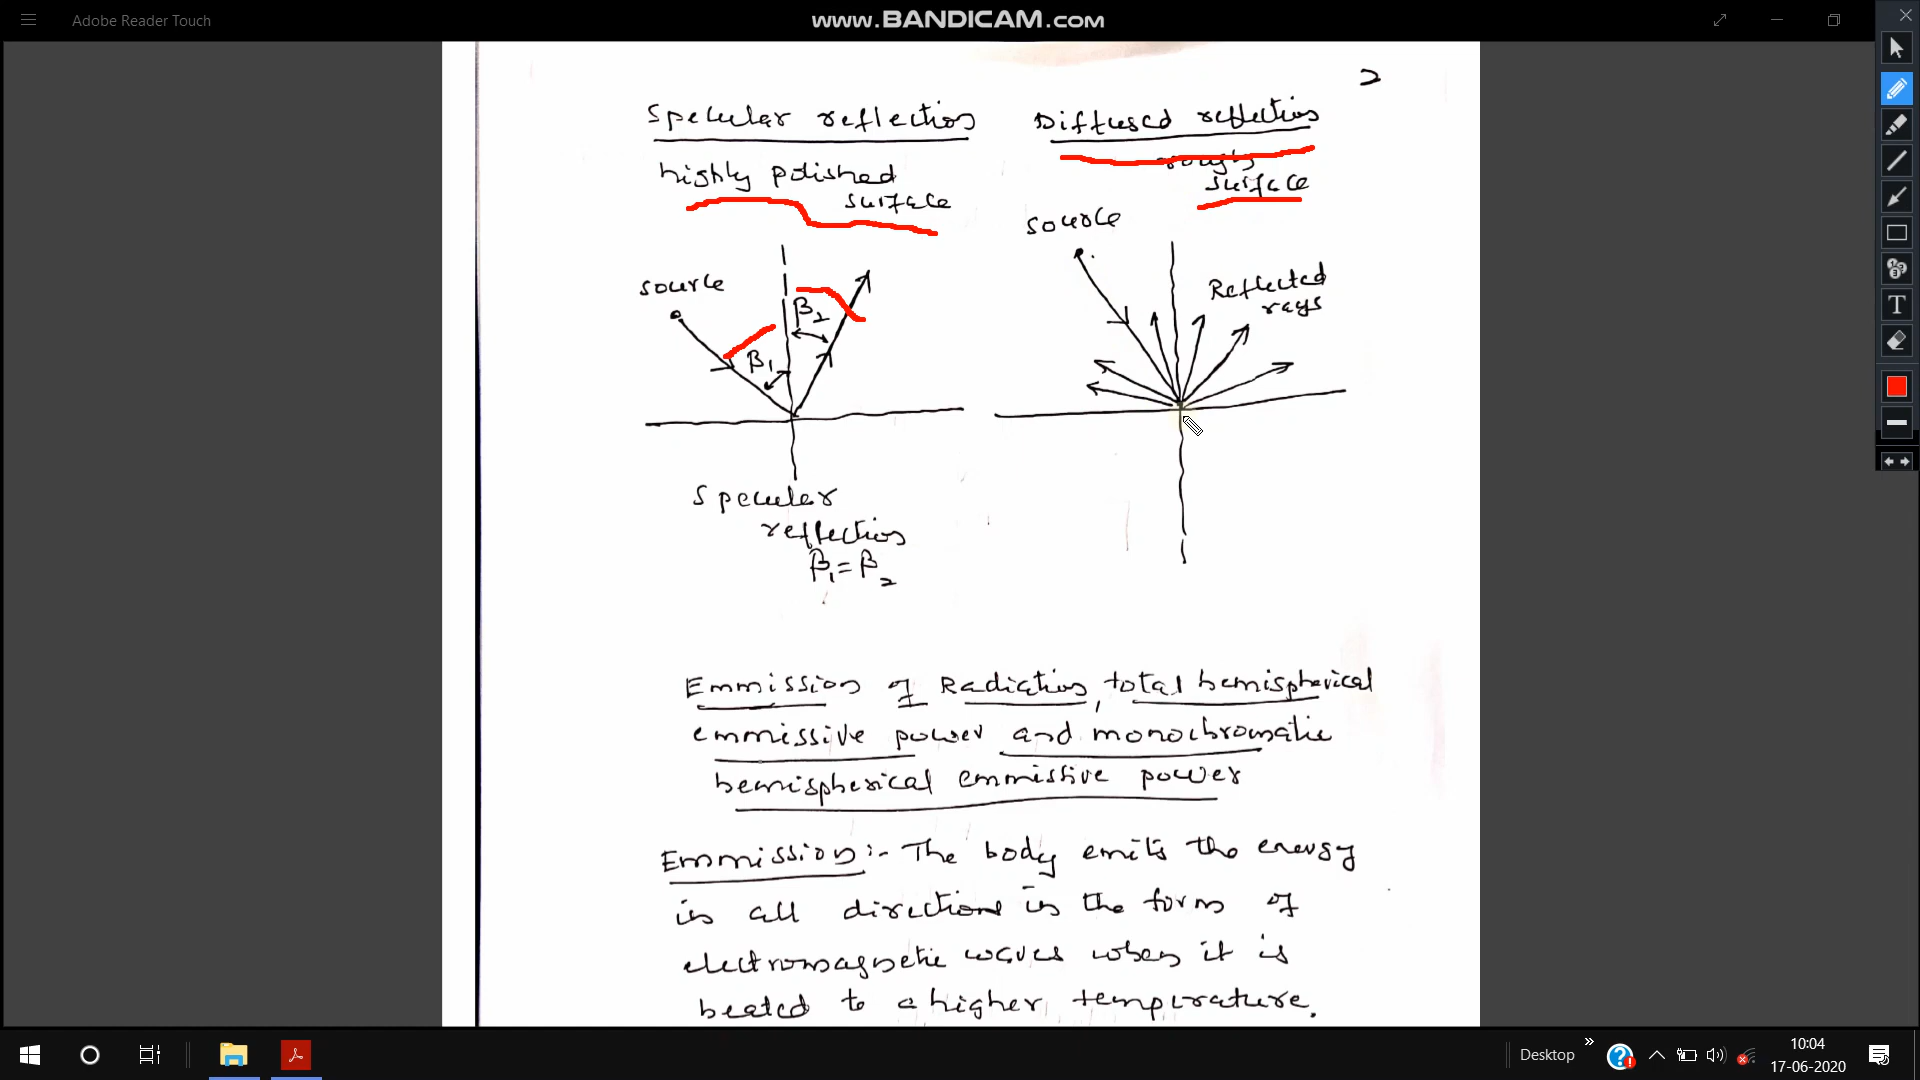 Adobe Reader Touch
www.BANDICAM.com
2
Specular reflection
highly polished
surface
source
β1
β2
Specular
reflection
β1 = β2
Diffused reflection
rough
surface
source
Reflected
rays
Emmission of Radiation, total hemispherical
emmissive power and monochromatic
hemispherical emmissive power
Emmission :- The body emits the energy
in all directions in the form of
electromagnetic waves when it is
heated to a higher temperature.
T
Desktop
10:04
17-06-2020